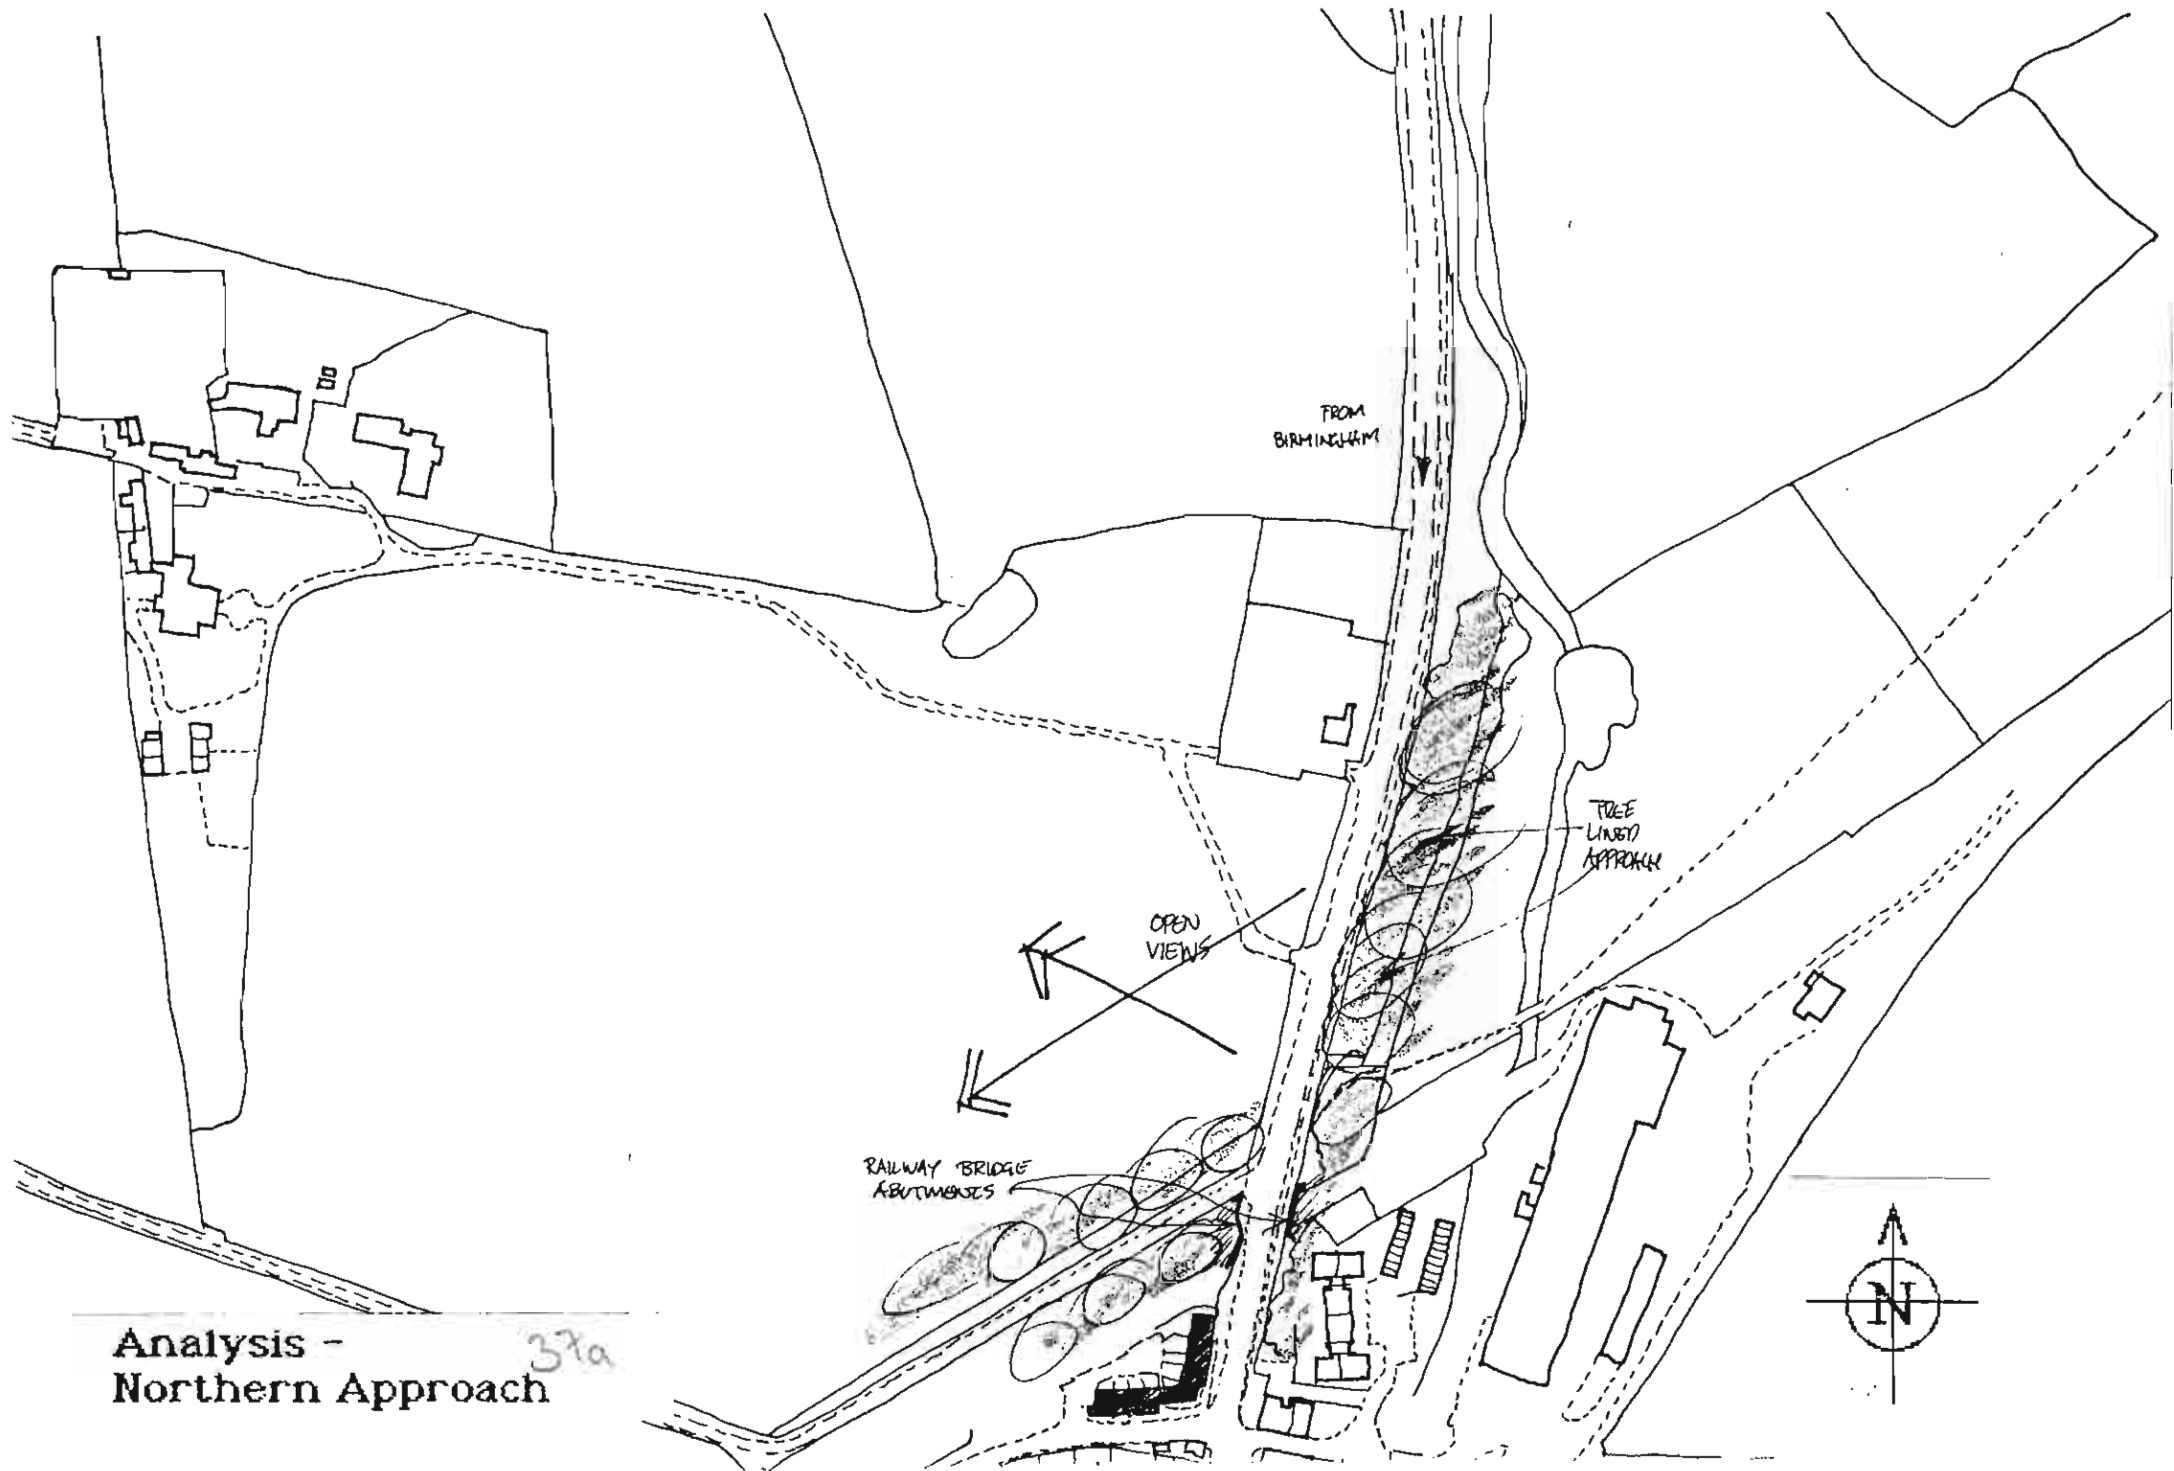 FROM
BIRMINGHAM
TREE
LINED
APPROACH
OPEN
VIEWS
RAILWAY BRIDGE
ABUTMENTS
N
Analysis -
37a
Northern Approach